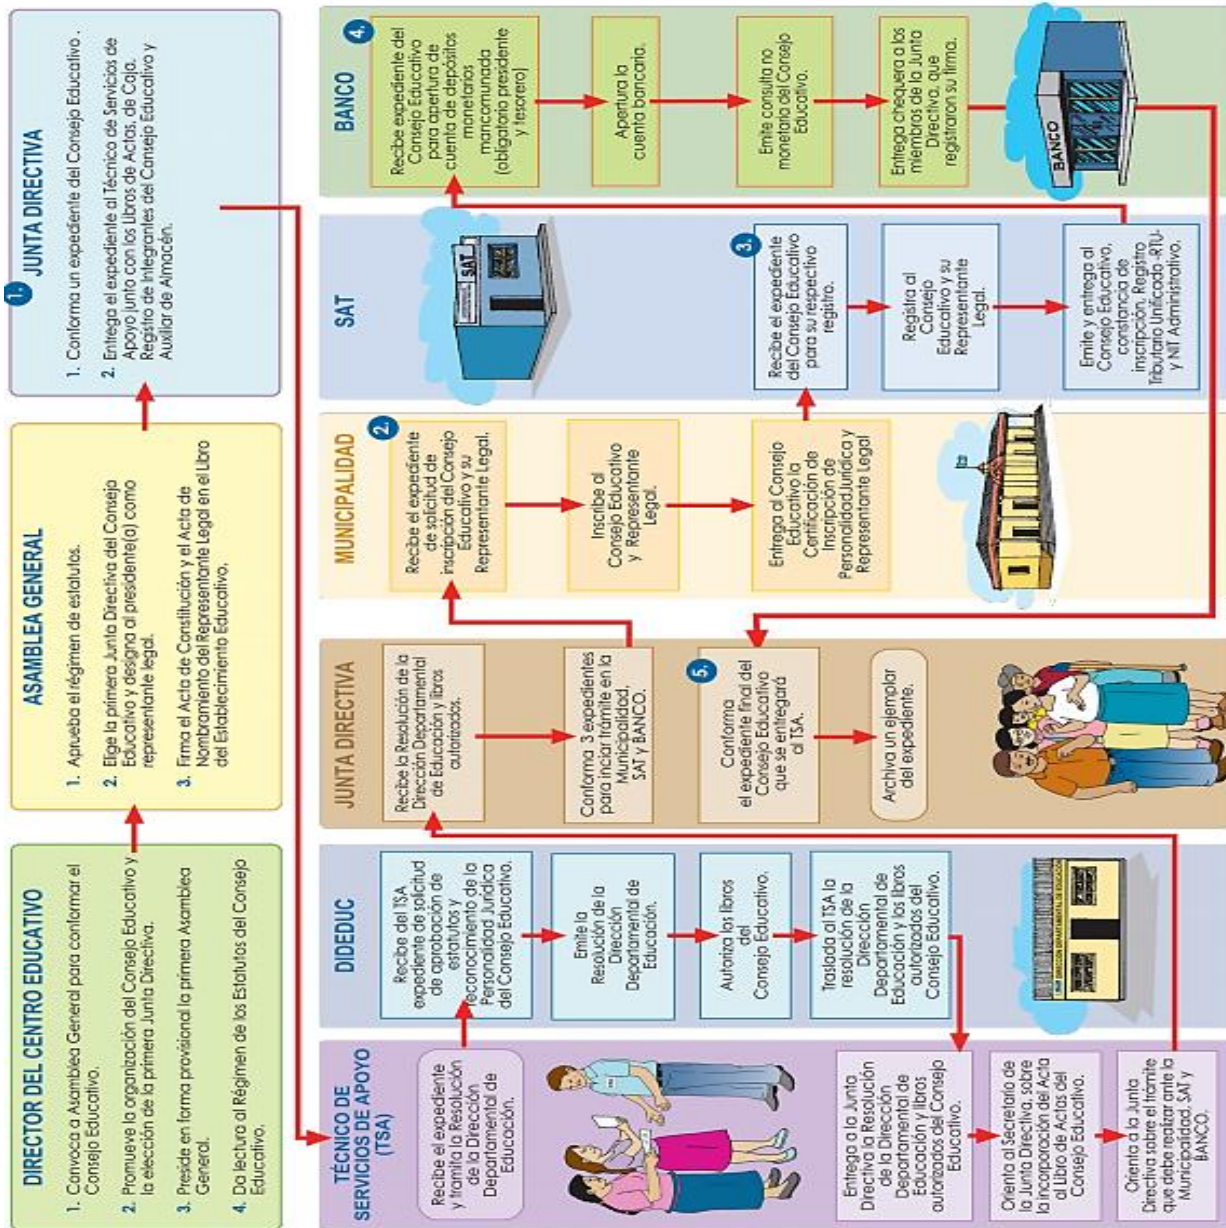 DIRECTOR DEL CENTRO EDUCATIVO
1. Convoca a Asamblea General para conformar el
Consejo Educativo.
2. Promueve la organización del Consejo Educativo y
la elección de la primera Junta Directiva.
3. Preside en forma provisional la primera Asamblea
General.
4. Da lectura al Régimen de los Estatutos del Consejo
Educativo.
ASAMBLEA GENERAL
1. Aprueba el régimen de estatutos.
2. Elige la primera Junta Directiva del Consejo
Educativo y designa al presidente(a) como
representante legal.
3. Firma el Acta de Constitución y el Acta de
Nombramiento del Representante Legal en el Libro
del Establecimiento Educativo.
1.
JUNTA DIRECTIVA
1. Conforma un expediente del Consejo Educativo.
2. Entrega el expediente al Técnico de Servicios de
Apoyo junto con los Libros de Actas, de Caja,
Registro de Integrantes del Consejo Educativo y
Auxiliar de Almacén.
TÉCNICO DE
SERVICIOS DE APOYO
(TSA)
Recibe el expediente
y tramita la Resolución
de la Dirección
Departamental de
Educación.
Entrega a la Junta
Directiva la Resolución
de la Dirección
Departamental de
Educación y libros
autorizados del Consejo
Educativo.
Orienta al Secretario de
la Junta Directiva, sobre
la incorporación del Acta
al Libro de Actas del
Consejo Educativo.
Orienta a la Junta
Directiva sobre el trámite
que debe realizar ante la
Municipalidad, SAT y
BANCO.
DIDEDUC
Recibe del TSA,
expediente de solicitud
de aprobación de
estatutos y
reconocimiento de la
Personalidad Jurídica
del Consejo Educativo.
Emite la
Resolución de la
Dirección
Departamental de
Educación.
Autoriza los libros
del
Consejo Educativo.
Traslada al TSA la
resolución de la
Dirección
Departamental de
Educación y los libros
autorizados del
Consejo Educativo.
DIRECCIÓN DEPARTAMENTAL DE EDUCACIÓN
JUNTA DIRECTIVA
Recibe la Resolución de la
Dirección Departamental
de Educación y libros
autorizados.
Conforma 3 expedientes
para iniciar trámite en la
Municipalidad,
SAT y BANCO.
5.
Conforma
el expediente final del
Consejo Educativo
que se entregará
al TSA.
Archiva un ejemplar
del expediente.
MUNICIPALIDAD
2.
Recibe el expediente
de solicitud de
inscripción del Consejo
Educativo y su
Representante Legal.
Inscribe al
Consejo Educativo
y Representante
Legal.
Entrega al Consejo
Educativo la
Certificación de
Inscripción de
Personalidad Jurídica y
Representante Legal
SAT
SAT
3.
Recibe el expediente
del Consejo Educativo
para su respectivo
registro.
Registra al
Consejo
Educativo y su
Representante
Legal.
Emite y entrega al
Consejo Educativo,
constancia de
inscripción, Registro
Tributario Unificado -RTU-
y NIT Administrativo.
BANCO
4.
Recibe expediente del
Consejo Educativo
para apertura de
cuenta de depósitos
monetarios
mancomunada
(obligatorio presidente
y tesorero)
Apertura la
cuenta bancaria.
Emite consulta no
monetaria del Consejo
Educativo.
Entrega chequera a los
miembros de la Junta
Directiva, que
registraron su firma.
BANCO